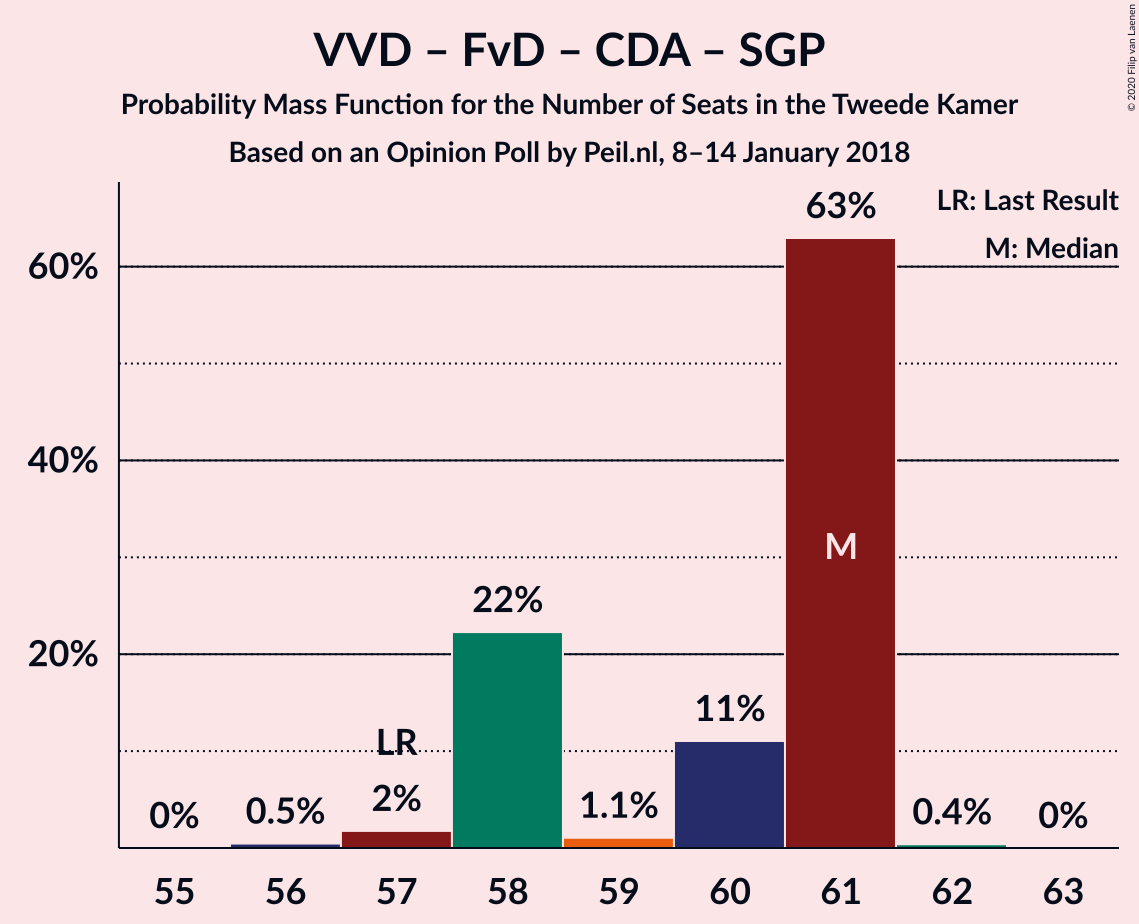 VVD – FvD – CDA – SGP
Probability Mass Function for the Number of Seats in the Tweede Kamer
Based on an Opinion Poll by Peil.nl, 8–14 January 2018
© 2020 Filip van Laenen
LR: Last Result
M: Median
60%
40%
20%
0%
0.5%
LR
2%
22%
1.1%
11%
63%
M
0.4%
0%
55
56
57
58
59
60
61
62
63